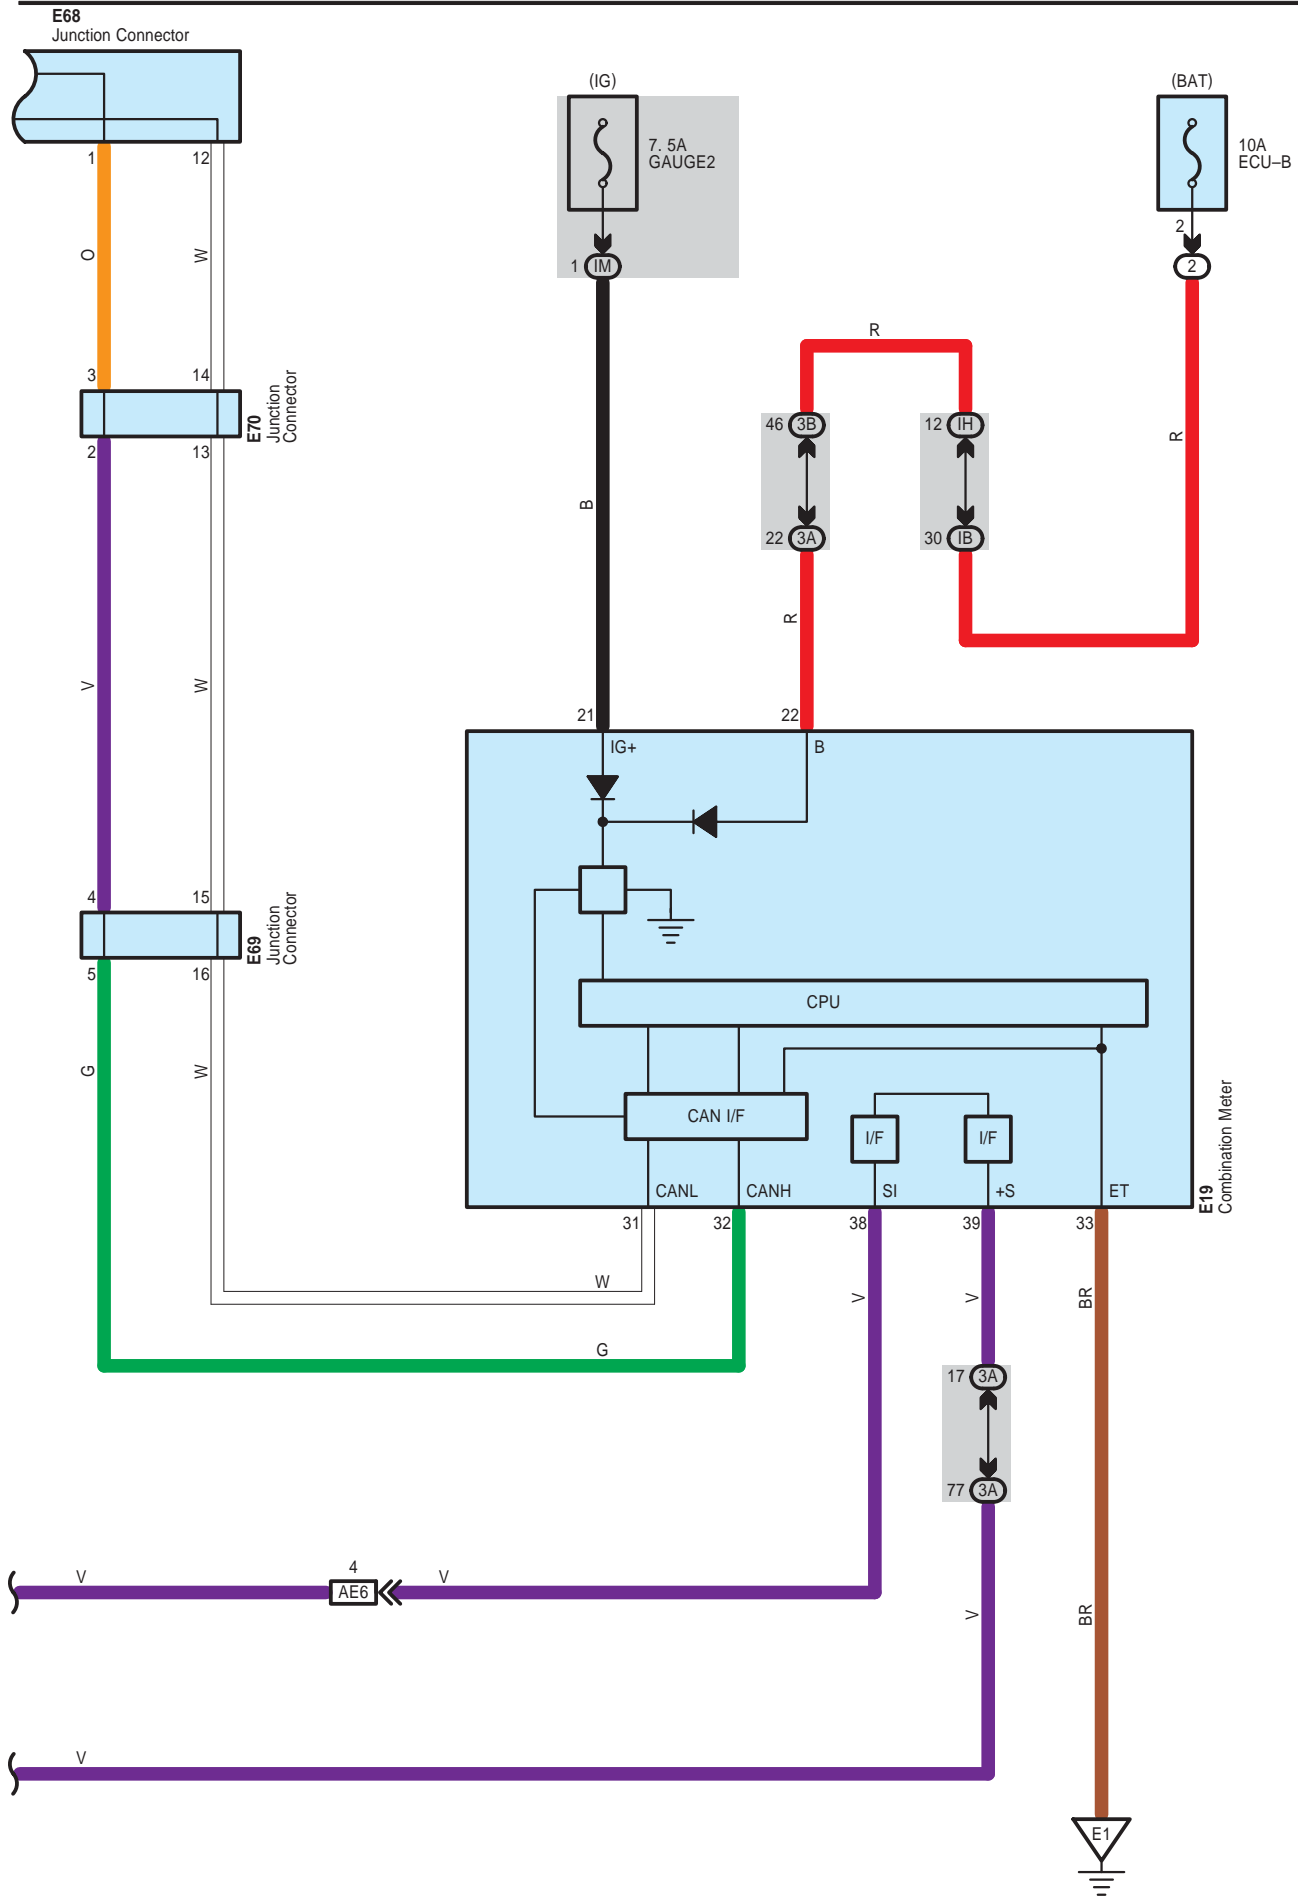 E68
Junction Connector
(IG)
(BAT)
7. 5A
GAUGE2
10A
ECU–B
1
12
2
1
IM
2
O
W
R
3
14
E70
Junction
Connector
46
3B
12
IH
R
2
13
B
22
3A
30
IB
R
V
W
21
22
IG+
B
4
15
E69
Junction
Connector
5
16
CPU
G
W
CAN I/F
I/F
I/F
E19
Combination Meter
CANL
CANH
SI
+S
ET
31
32
38
39
33
W
V
V
BR
G
17
3A
77
3A
4
V
AE6
V
V
BR
V
E1